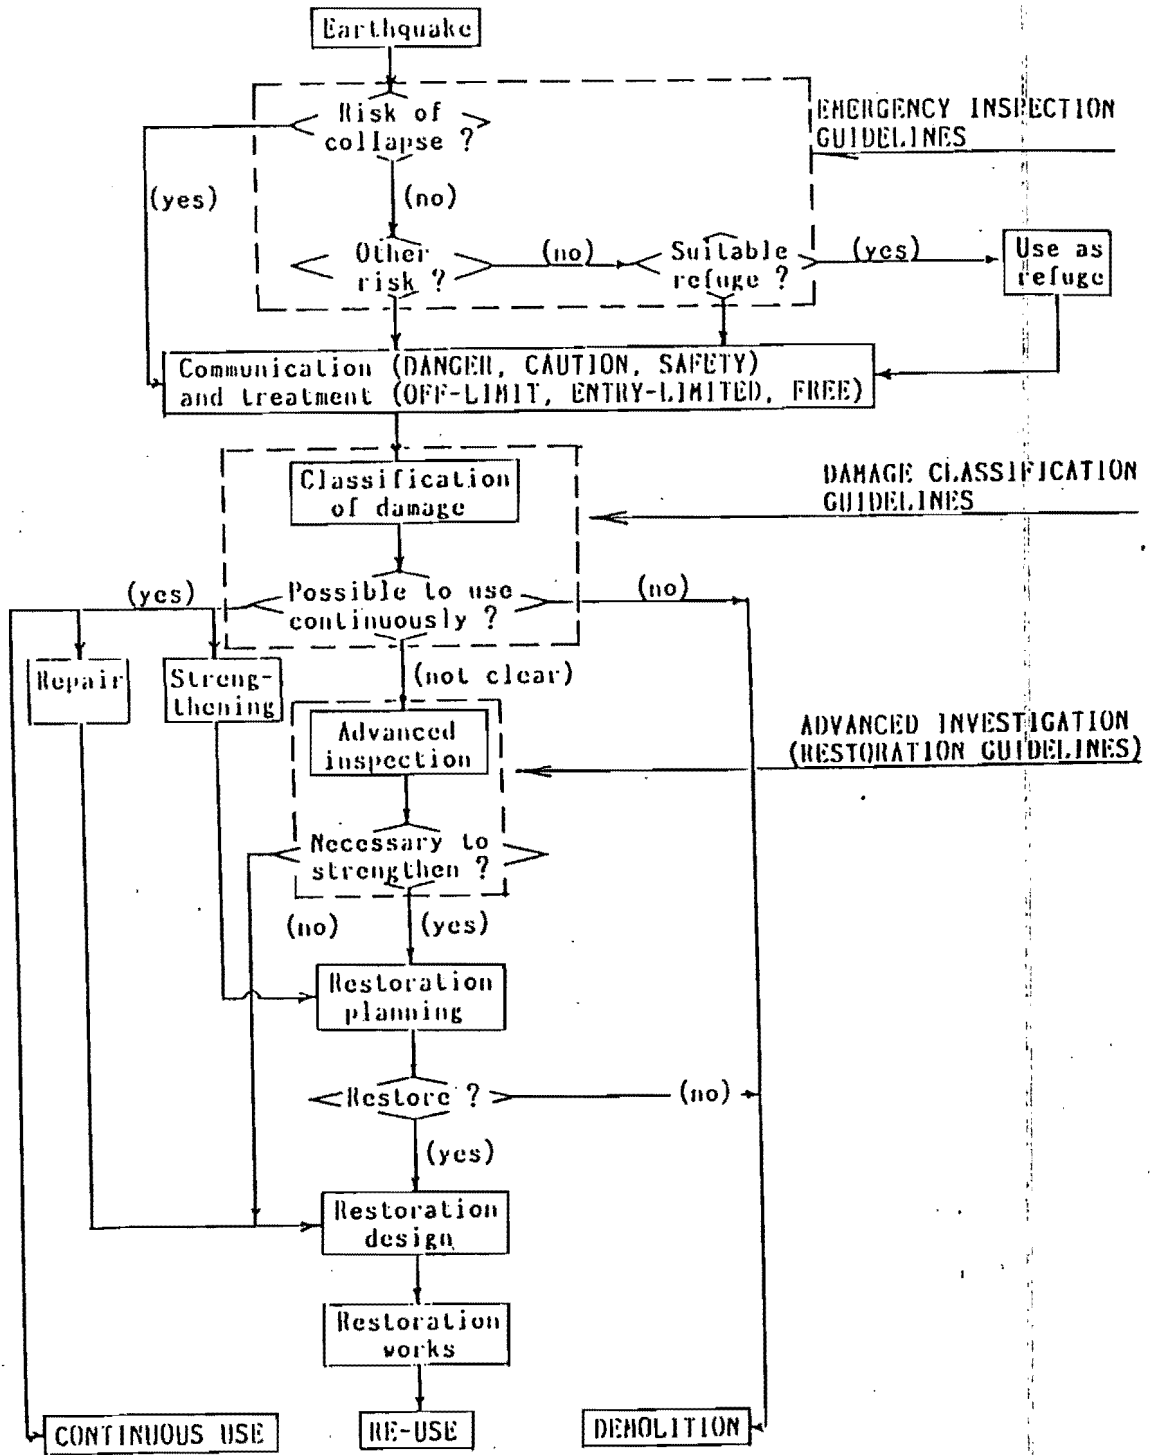 Earthquake
Risk of
collapse ?
EMERGENCY INSPECTION
GUIDELINES
(yes)
(no)
Other
risk ?
(no)
Suitable
refuge ?
(yes)
Use as
refuge
Communication (DANGER, CAUTION, SAFETY)
and treatment (OFF-LIMIT, ENTRY-LIMITED, FREE)
Classification
of damage
DAMAGE CLASSIFICATION
GUIDELINES
(yes)
Possible to use
continuously ?
(no)
Repair
Streng-
thening
(not clear)
Advanced
inspection
ADVANCED INVESTIGATION
(RESTORATION GUIDELINES)
Necessary to
strengthen ?
(no)
(yes)
Restoration
planning
Restore ?
(no)
(yes)
Restoration
design
Restoration
works
CONTINUOUS USE
RE-USE
DEMOLITION